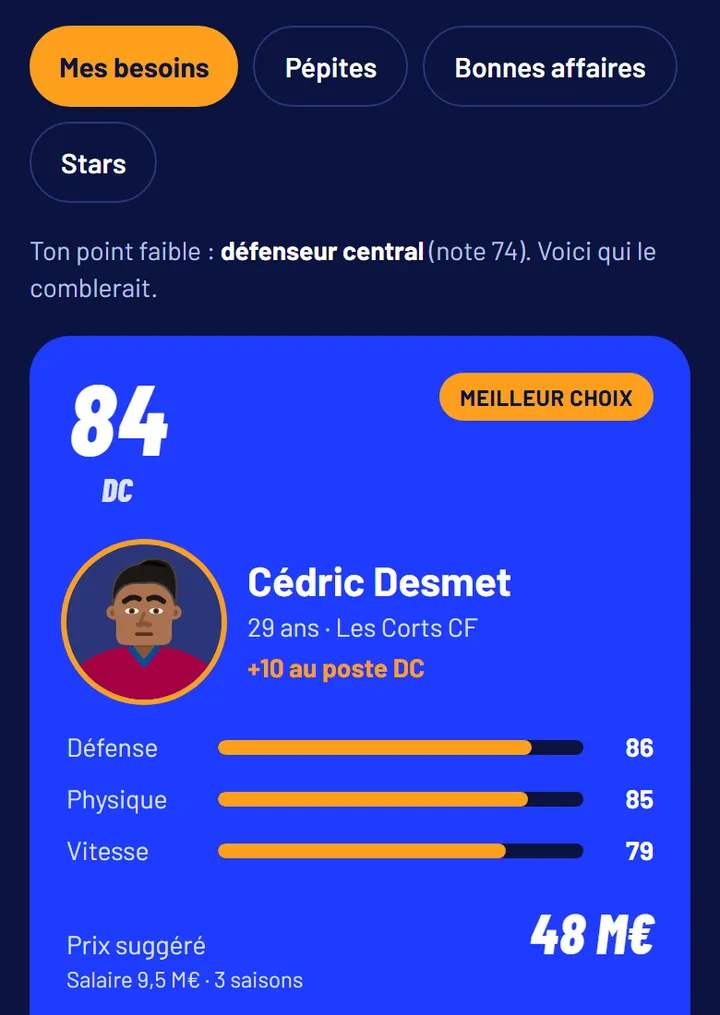 Mes besoins
Pépites
Bonnes affaires
Stars
Ton point faible : défenseur central (note 74). Voici qui le
comblerait.
84
MEILLEUR CHOIX
DC
Cédric Desmet
29 ans · Les Corts CF
+10 au poste DC
Défense 86
Physique 85
Vitesse 79
Prix suggéré
48 M€
Salaire 9,5 M€ · 3 saisons